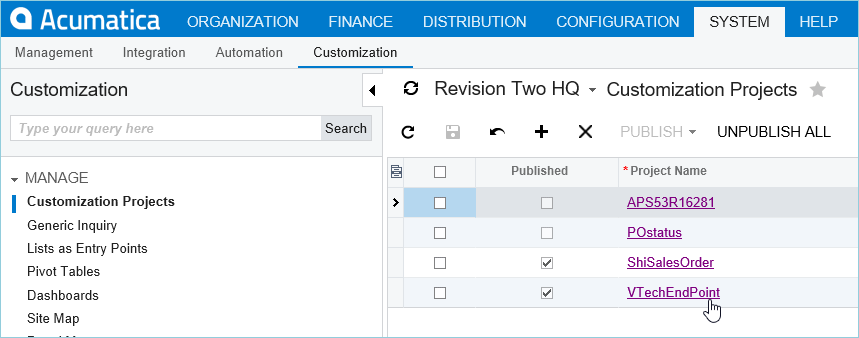 Acumatica ORGANIZATION FINANCE DISTRIBUTION CONFIGURATION SYSTEM HELP
Management Integration Automation Customization
Customization
Revision Two HQ Customization Projects
Type your query here Search
PUBLISH UNPUBLISH ALL
Published * Project Name
MANAGE
Customization Projects
APS53R16281
Generic Inquiry
POstatus
Lists as Entry Points
Pivot Tables
ShiSalesOrder
Dashboards
VTechEndPoint
Site Map